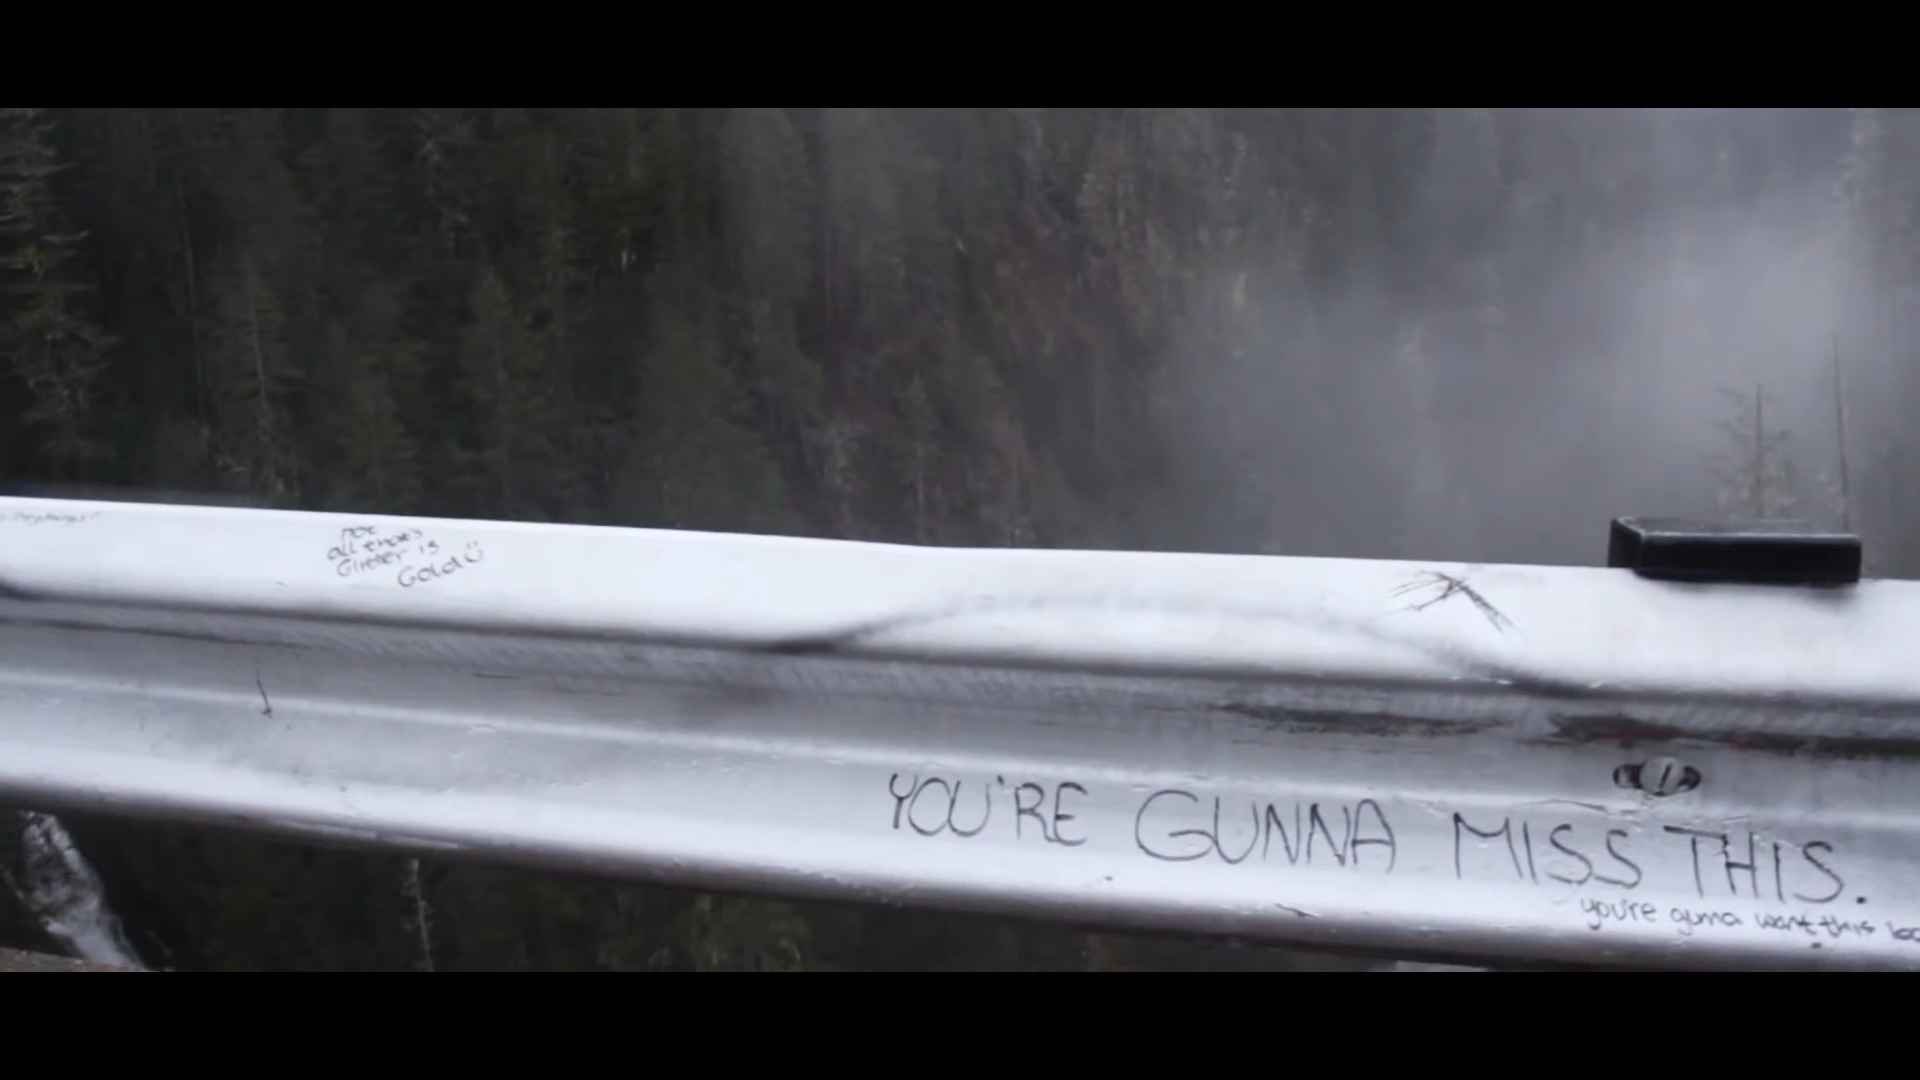 not
all that's
Glitter is
Gold :)
YOU'RE GUNNA MISS THIS.
you're gunna want this